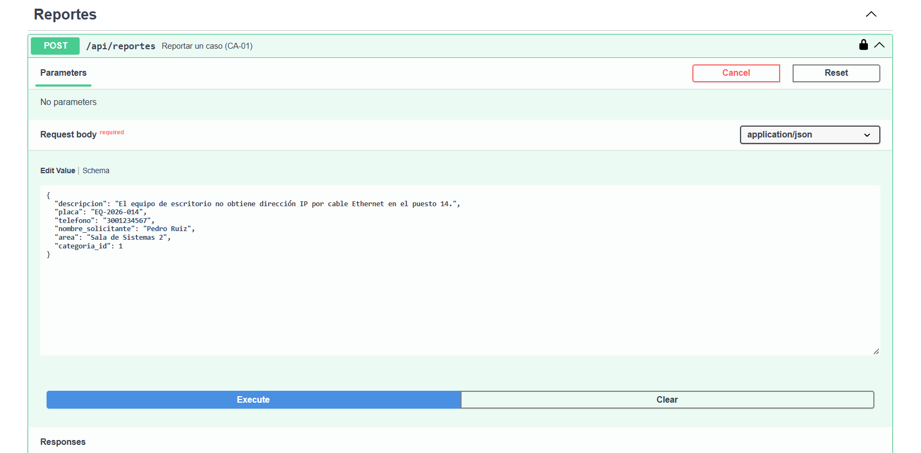 Reportes
POST /api/reportes Reportar un caso (CA-01)
Parameters Cancel Reset
No parameters
Request body required application/json
Edit Value | Schema
{
  "descripcion": "El equipo de escritorio no obtiene dirección IP por cable Ethernet en el puesto 14.",
  "placa": "EQ-2026-014",
  "telefono": "3001234567",
  "nombre_solicitante": "Pedro Ruiz",
  "area": "Sala de Sistemas 2",
  "categoria_id": 1
}
Execute Clear
Responses